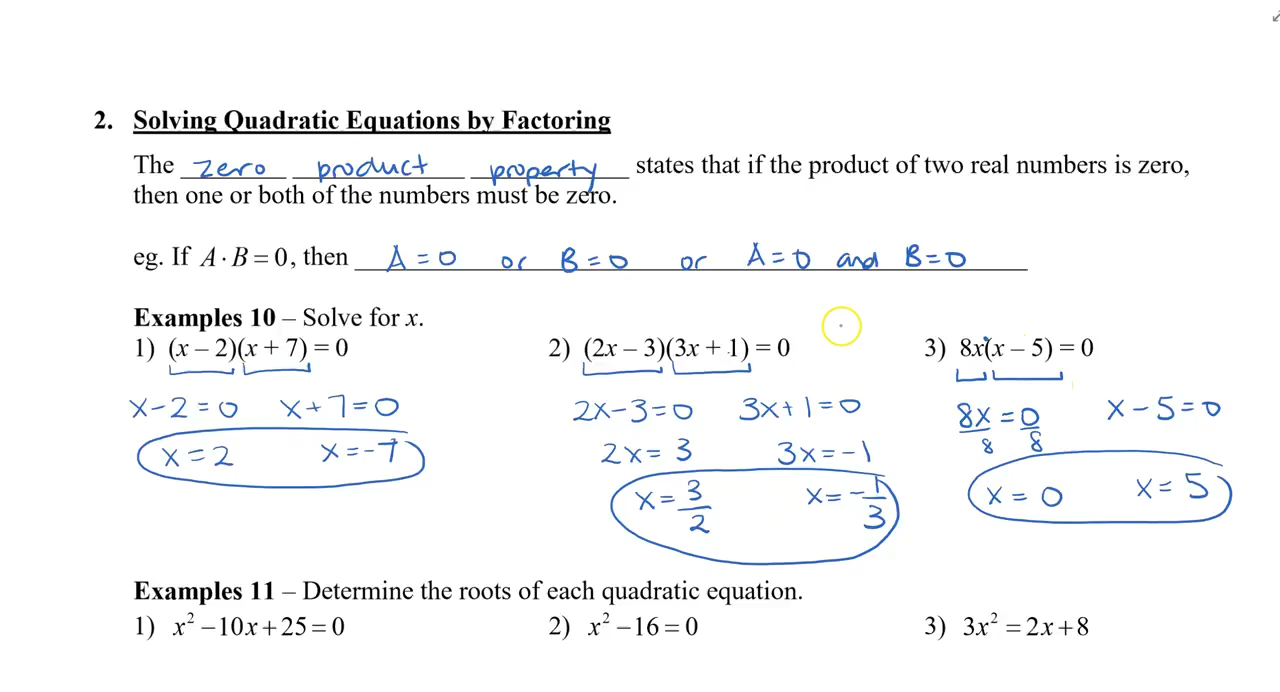 2. Solving Quadratic Equations by Factoring
The zero product property states that if the product of two real numbers is zero,
then one or both of the numbers must be zero.
eg. If A · B = 0, then A = 0 or B = 0 or A = 0 and B = 0
Examples 10 – Solve for x.
1) (x – 2)(x + 7) = 0 2) (2x – 3)(3x + 1) = 0 3) 8x(x – 5) = 0
x - 2 = 0 x + 7 = 0 2x - 3 = 0 3x + 1 = 0 8x/8 = 0/8 x - 5 = 0
x = 2 x = -7 2x = 3 3x = -1
x = 3/2 x = -1/3 x = 0 x = 5
Examples 11 – Determine the roots of each quadratic equation.
1) x² – 10x + 25 = 0 2) x² – 16 = 0 3) 3x² = 2x + 8